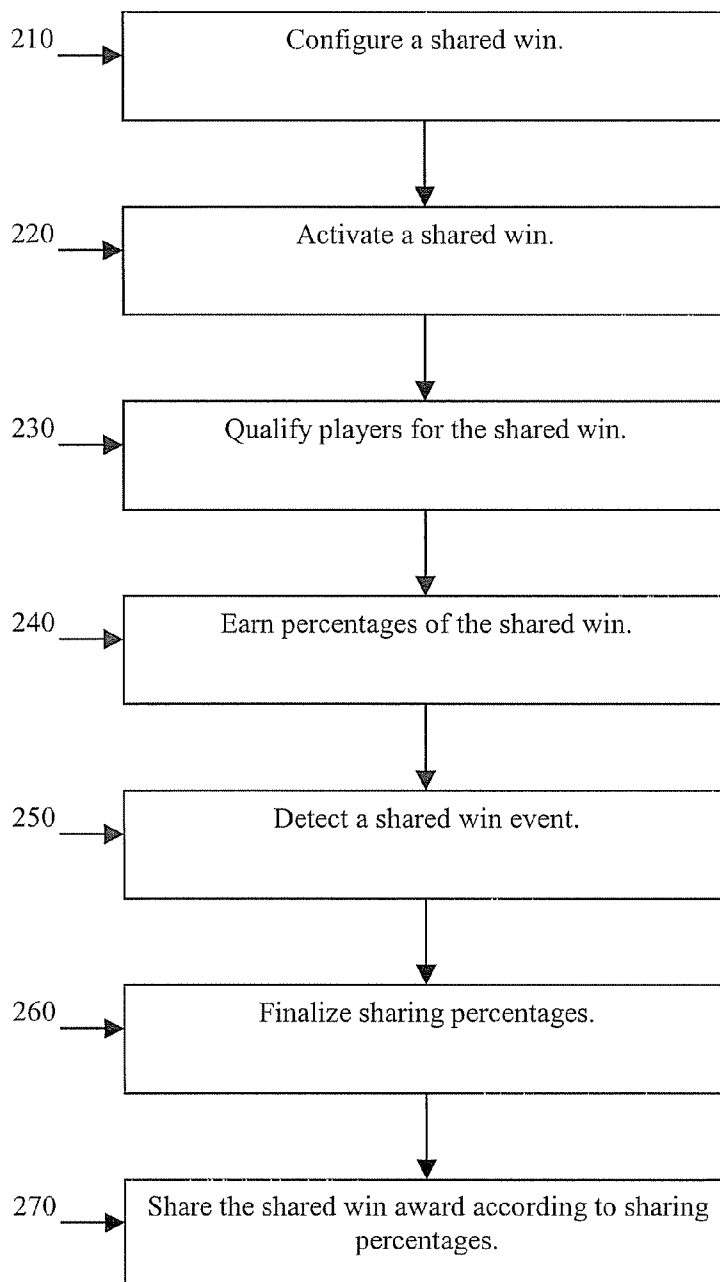 210
Configure a shared win.
220
Activate a shared win.
230
Qualify players for the shared win.
240
Earn percentages of the shared win.
250
Detect a shared win event.
260
Finalize sharing percentages.
270
Share the shared win award according to sharing
percentages.